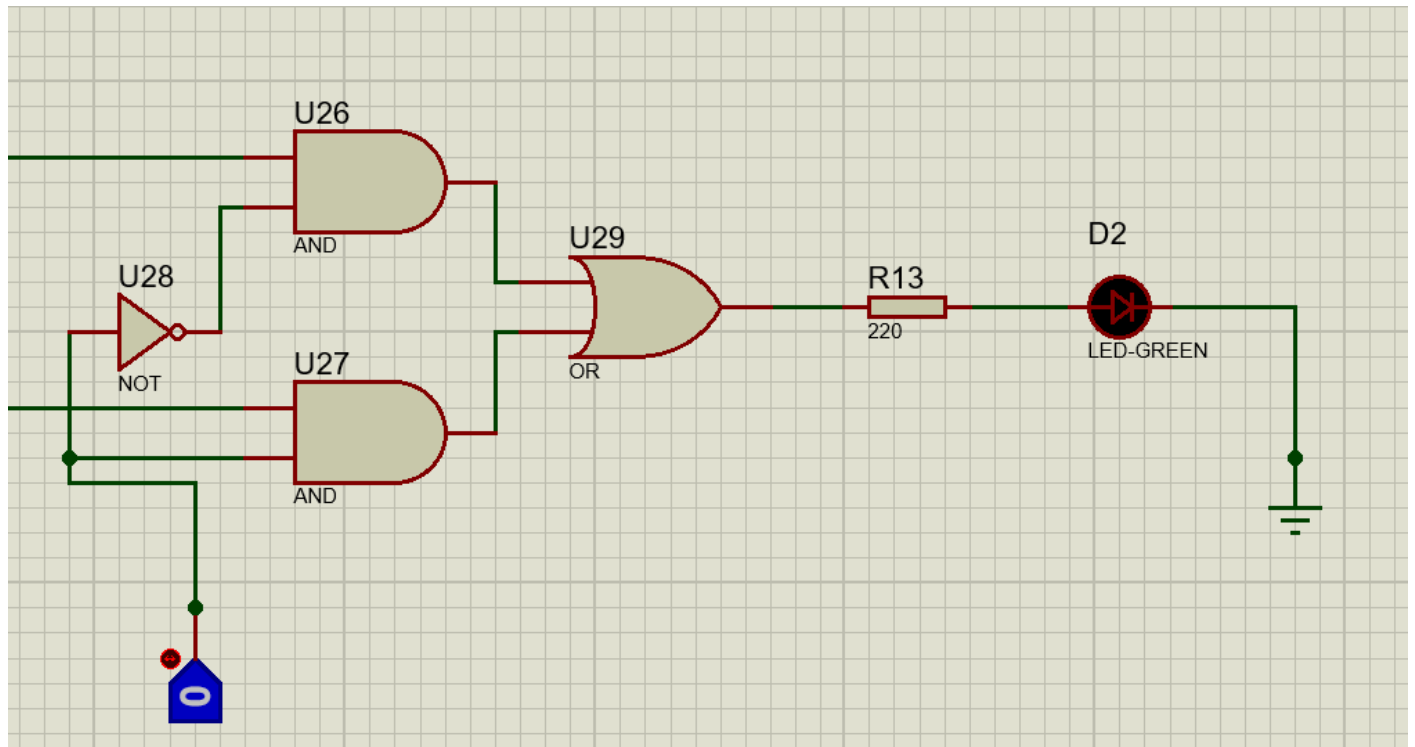 U26
AND
U28
NOT
U27
AND
U29
OR
R13
220
D2
LED-GREEN
0